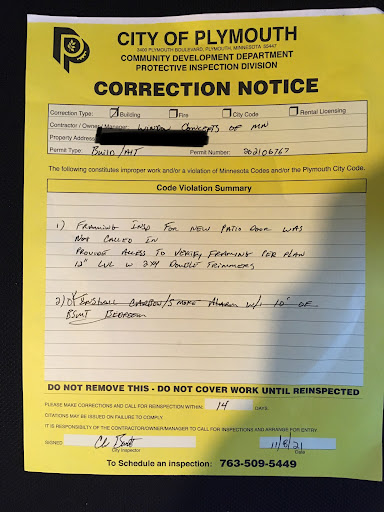 CITY OF PLYMOUTH
3400 PLYMOUTH BOULEVARD, PLYMOUTH, MINNESOTA 55447
COMMUNITY DEVELOPMENT DEPARTMENT
PROTECTIVE INSPECTION DIVISION
CORRECTION NOTICE
Correction Type: Building Fire City Code Rental Licensing
Contractor / Owner/Manager: WINDOW CONCEPTS OF MN
Property Address
Permit Type: BUILD/ALT Permit Number: 202106767
The following constitutes improper work and/or a violation of Minnesota Codes and/or the Plymouth City Code.
Code Violation Summary
1) FRAMING INSP FOR NEW PATIO DOOR WAS
NOT CALLED IN
PROVIDE ACCESS TO VERIFY FRAMING PER PLAN
12" LVL W 2X4 DOUBLE TRIMMERS
2) OK INSTALL CARBON/SMOKE ALARM W/I 10' OF
BSMT BEDROOM
DO NOT REMOVE THIS - DO NOT COVER WORK UNTIL REINSPECTED
PLEASE MAKE CORRECTIONS AND CALL FOR REINSPECTION WITHIN: 14 DAYS.
CITATIONS MAY BE ISSUED ON FAILURE TO COMPLY.
IT IS RESPONSIBILITY OF THE CONTRACTOR/OWNER/MANAGER TO CALL FOR INSPECTIONS AND ARRANGE FOR ENTRY
SIGNED 11/8/21
City Inspector Date
To Schedule an inspection: 763-509-5449